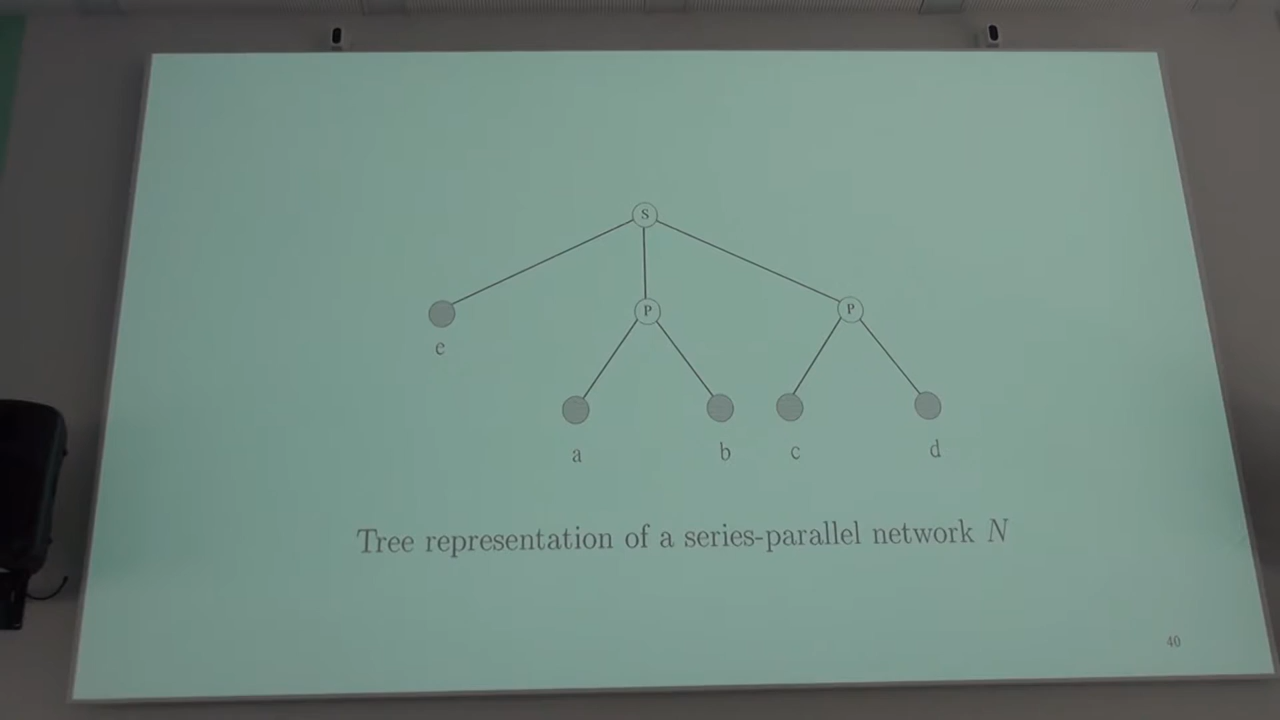 S
P
P
e
a
b
c
d
Tree representation of a series-parallel network N
40